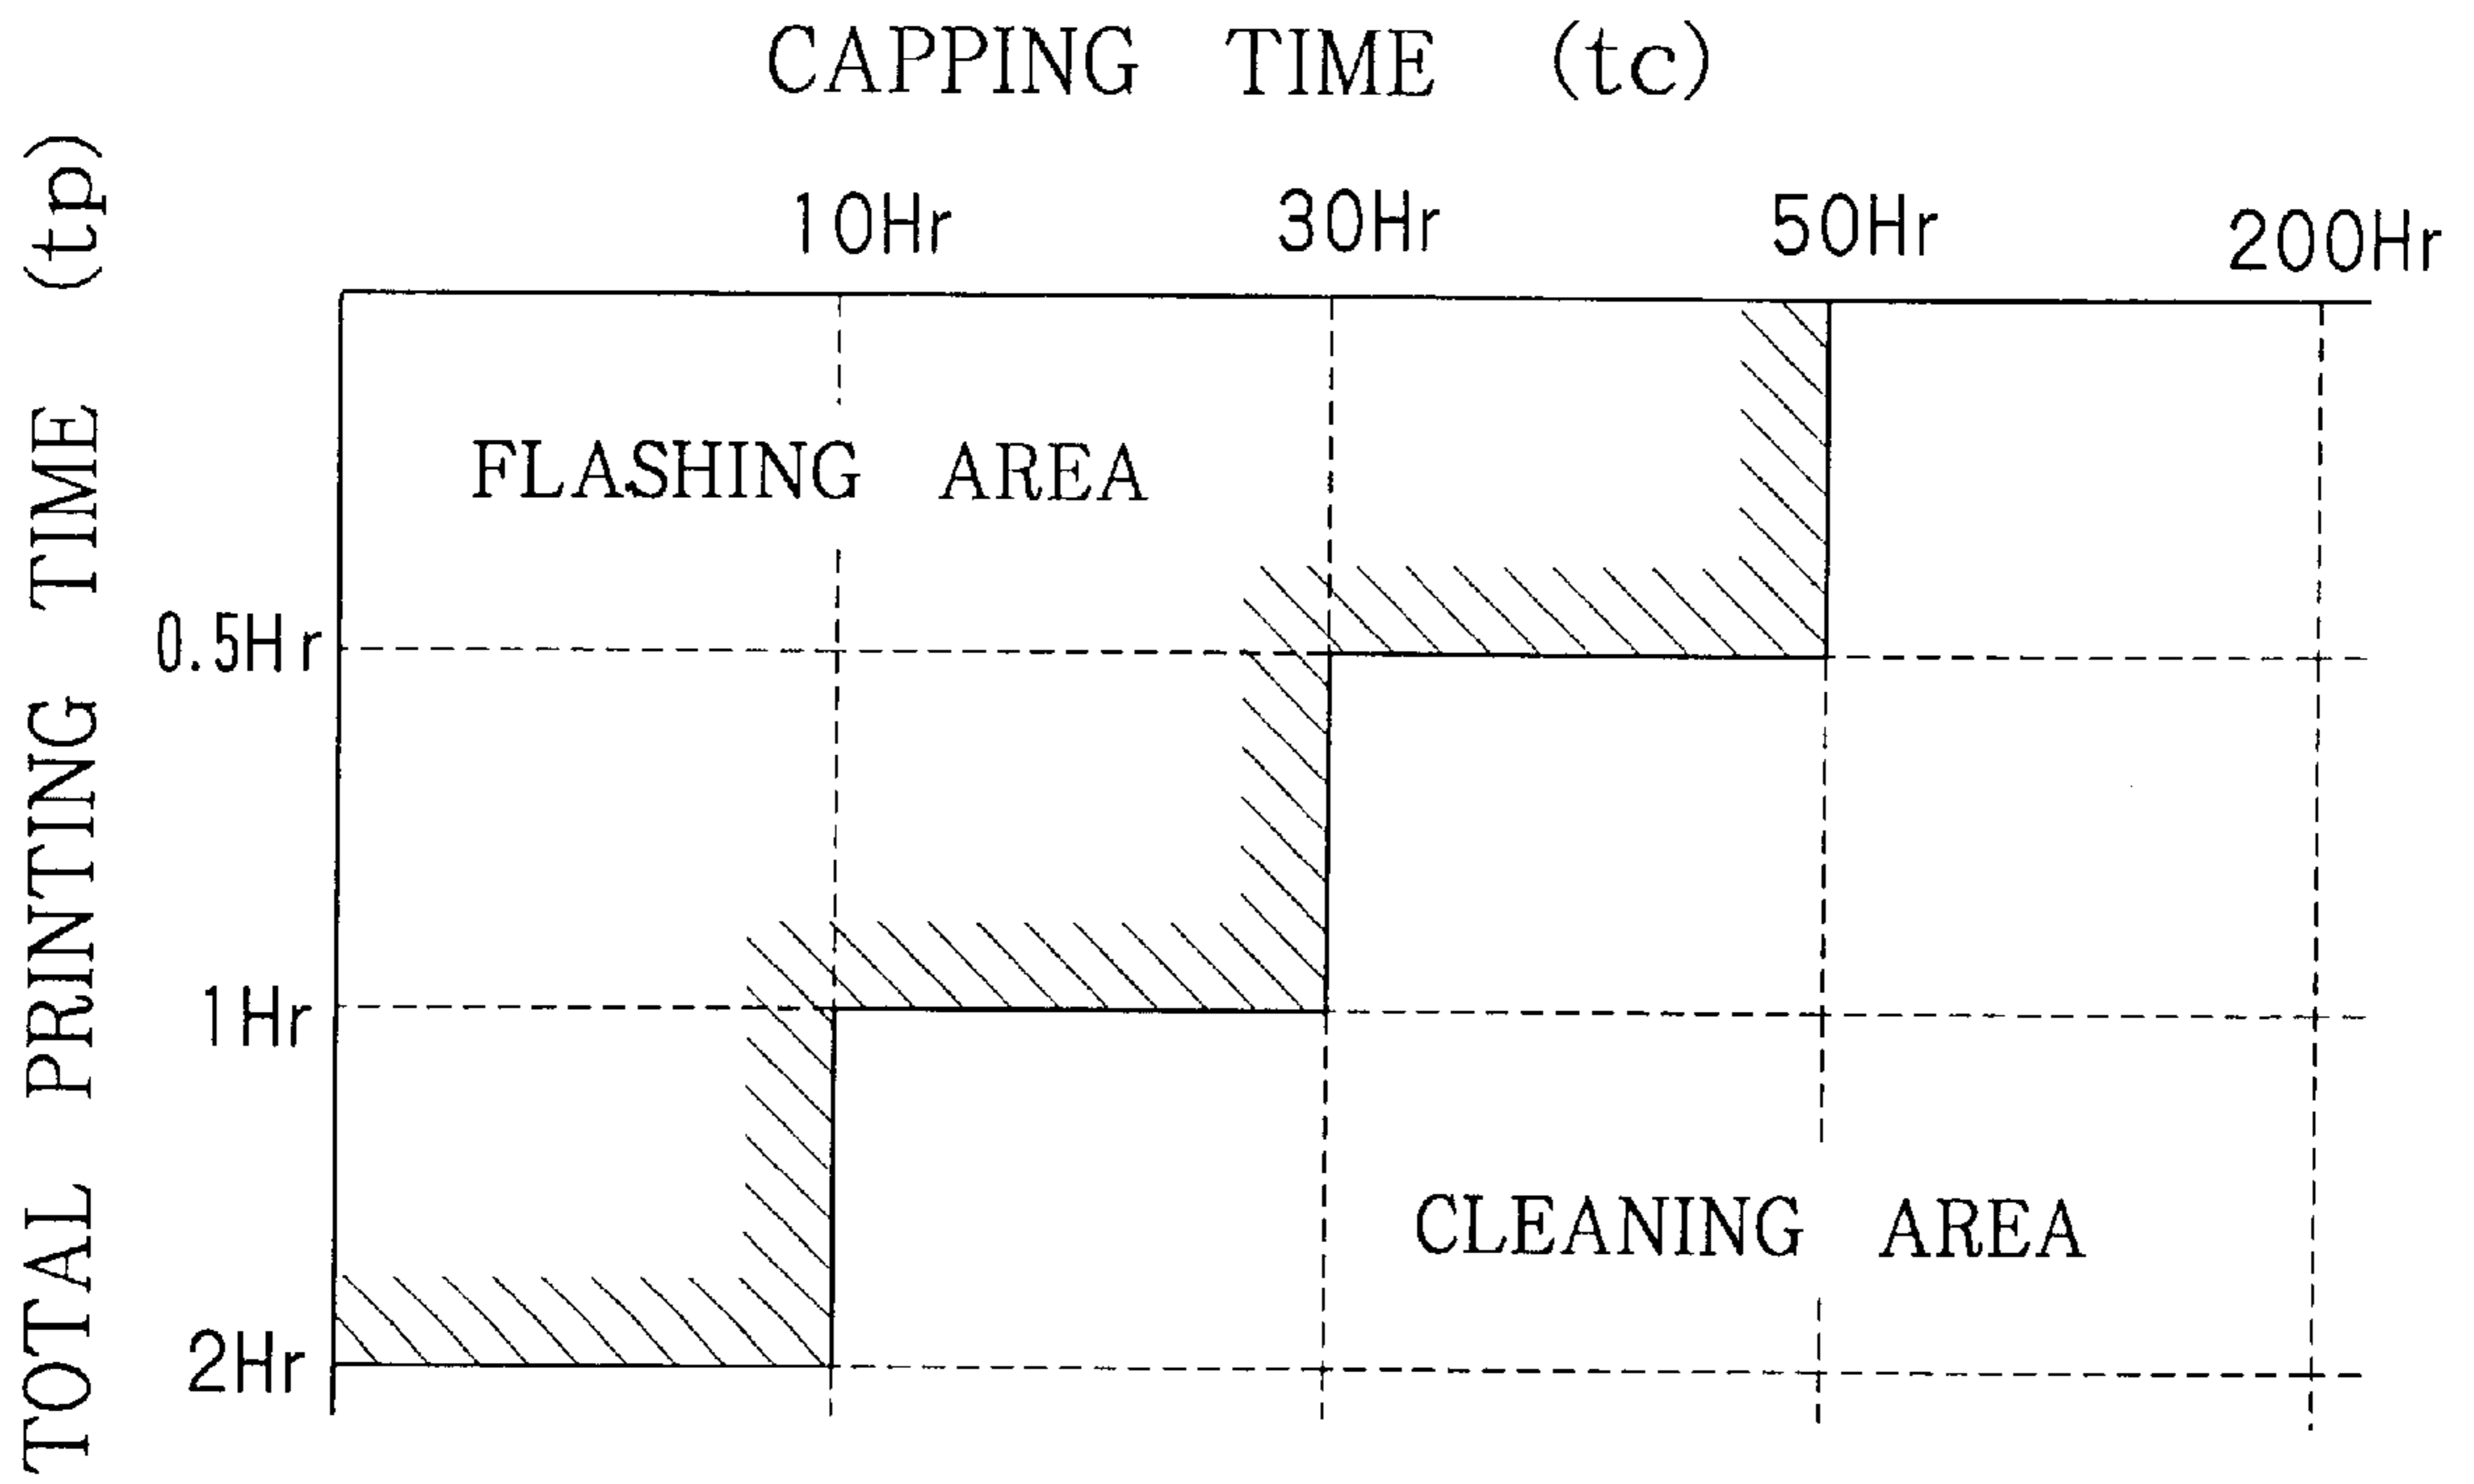 CAPPING TIME (tc)
10Hr 30Hr 50Hr 200Hr
TOTAL PRINTING TIME (tp)
FLASHING AREA
0.5Hr
1Hr
CLEANING AREA
2Hr